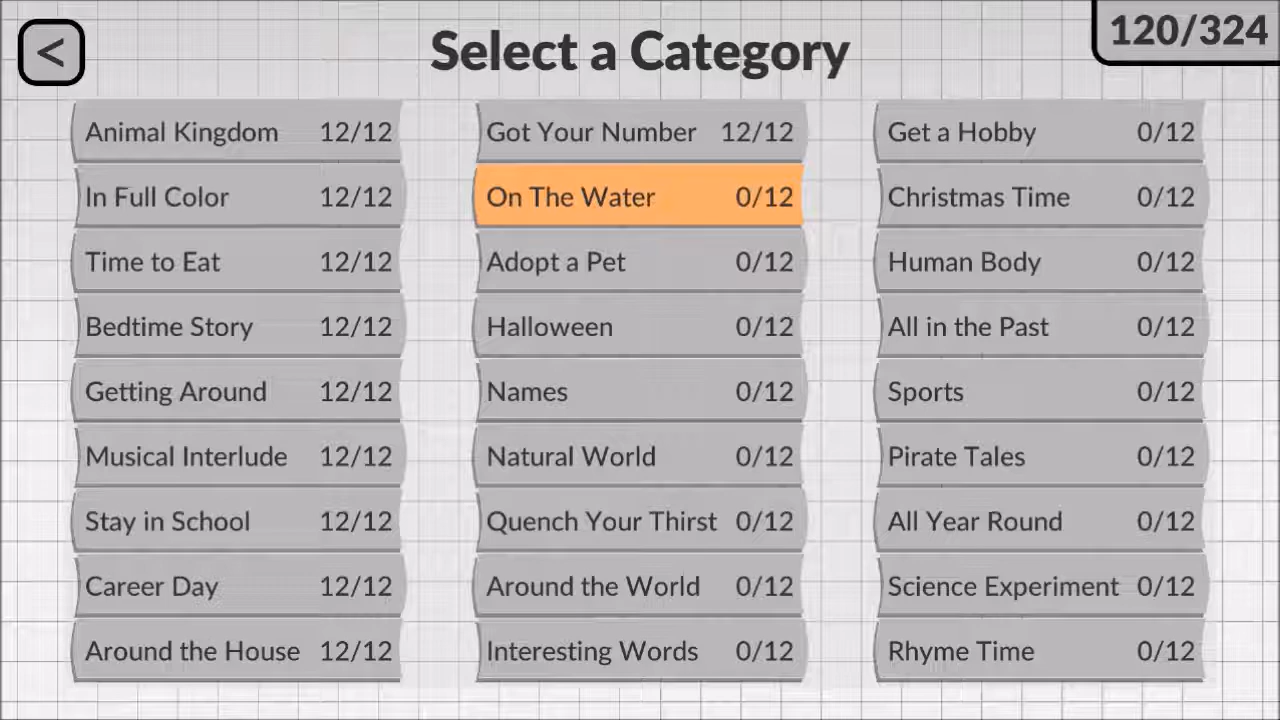 <
Select a Category
120/324
Animal Kingdom 12/12
In Full Color 12/12
Time to Eat 12/12
Bedtime Story 12/12
Getting Around 12/12
Musical Interlude 12/12
Stay in School 12/12
Career Day 12/12
Around the House 12/12
Got Your Number 12/12
On The Water 0/12
Adopt a Pet 0/12
Halloween 0/12
Names 0/12
Natural World 0/12
Quench Your Thirst 0/12
Around the World 0/12
Interesting Words 0/12
Get a Hobby 0/12
Christmas Time 0/12
Human Body 0/12
All in the Past 0/12
Sports 0/12
Pirate Tales 0/12
All Year Round 0/12
Science Experiment 0/12
Rhyme Time 0/12